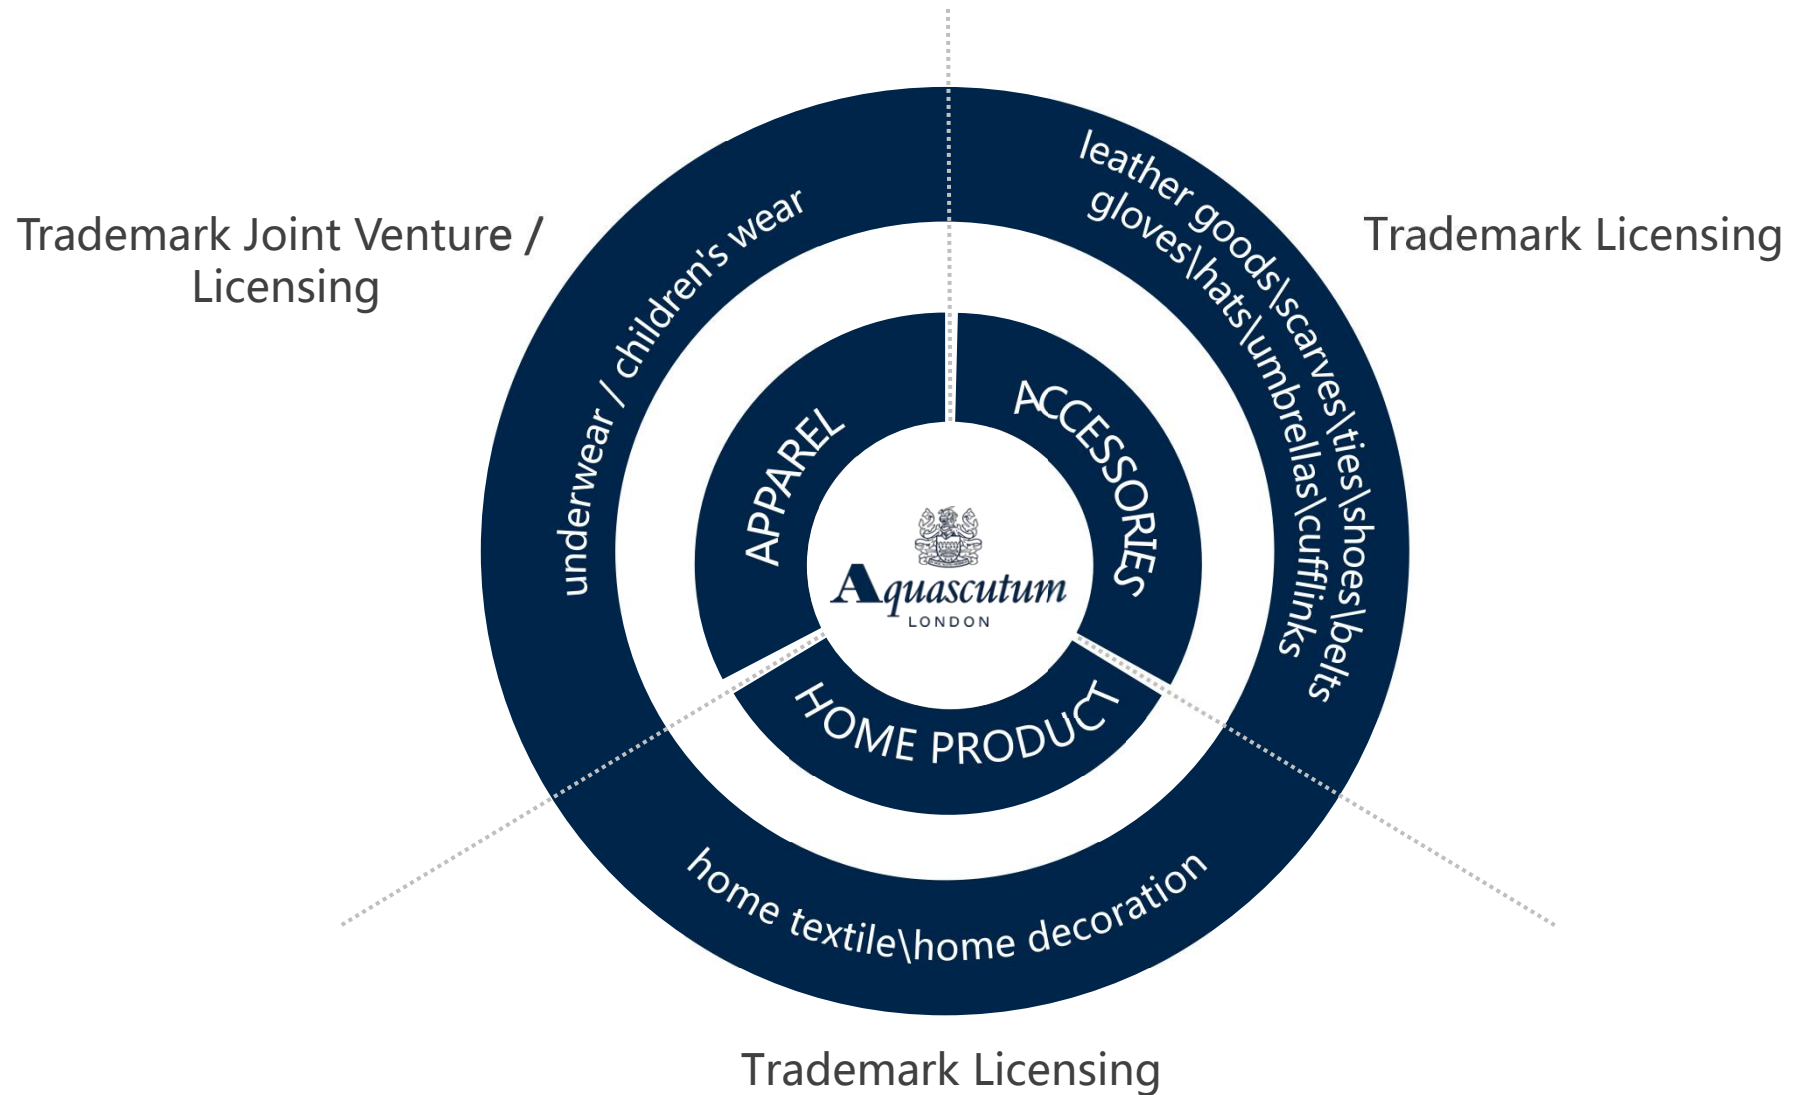 Trademark Joint Venture /
Licensing
Trademark Licensing
underwear / children's wear
leather goods\scarves\ties\shoes\belts
gloves\hats\umbrellas\cufflinks
APPAREL
ACCESSORIES
Aquascutum
LONDON
HOME PRODUCT
home textile\home decoration
Trademark Licensing